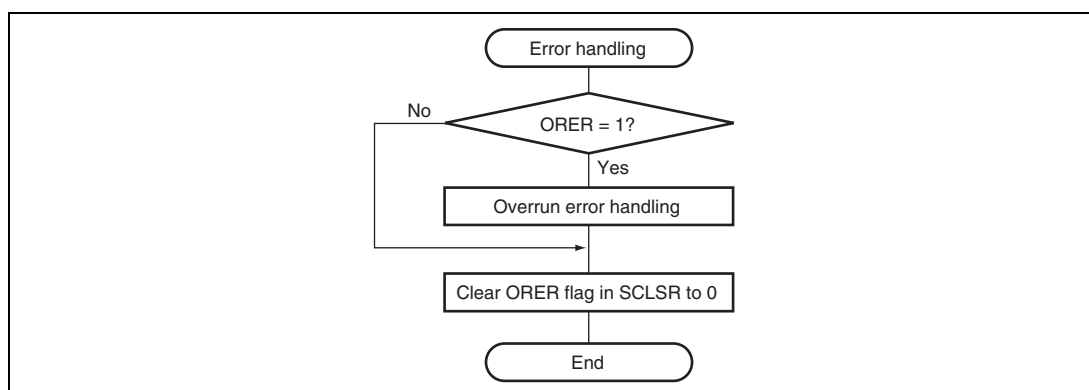 Error handling
No
ORER = 1?
Yes
Overrun error handling
Clear ORER flag in SCLSR to 0
End